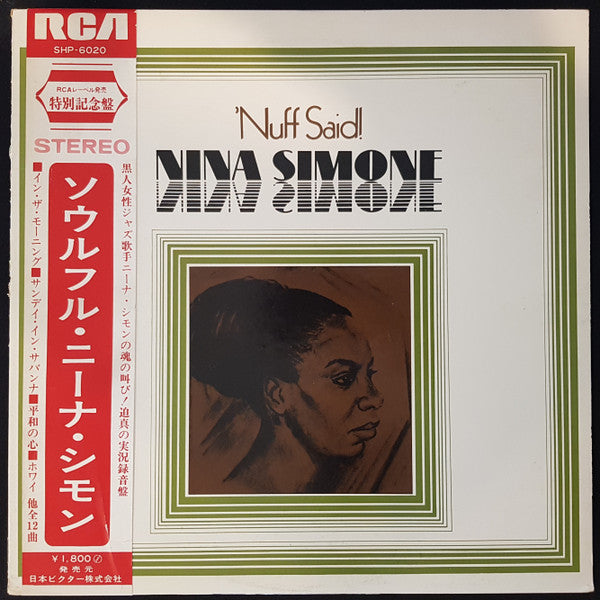 RCA
SHP-6020
RCAレーベル発売
特別記念盤
STEREO
黒人女性ジャズ歌手ニーナ・シモンの魂の叫び!迫真の実況録音盤
ソウルフル・ニーナ・シモン
■イン・ザ・モーニング■サンデイ・イン・サバンナ■平和の心■ホワイ 他全12曲
¥1,800
発売元
日本ビクター株式会社
'Nuff Said!
NINA SIMONE
NINA SIMONE